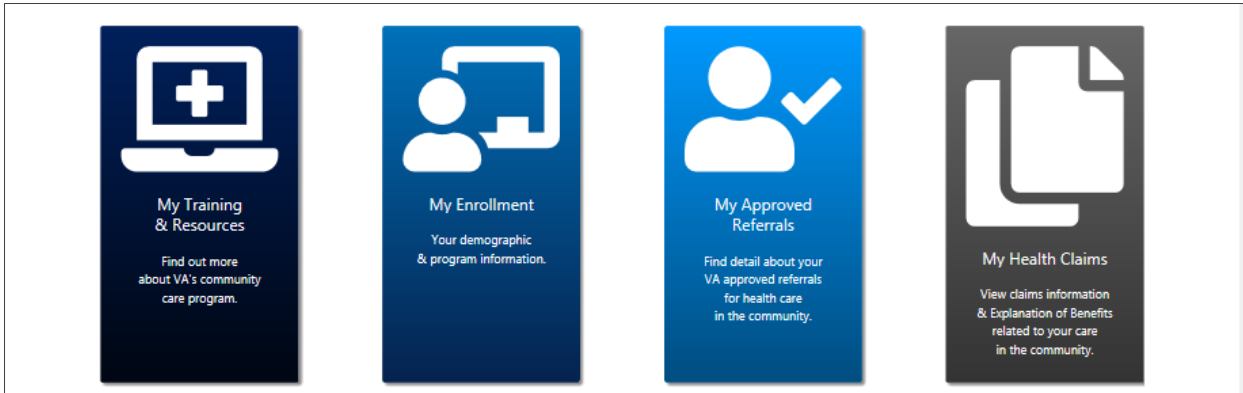 My Training
& Resources
Find out more
about VA's community
care program.
My Enrollment
Your demographic
& program information.
My Approved
Referrals
Find detail about your
VA approved referrals
for health care
in the community.
My Health Claims
View claims information
& Explanation of Benefits
related to your care
in the community.